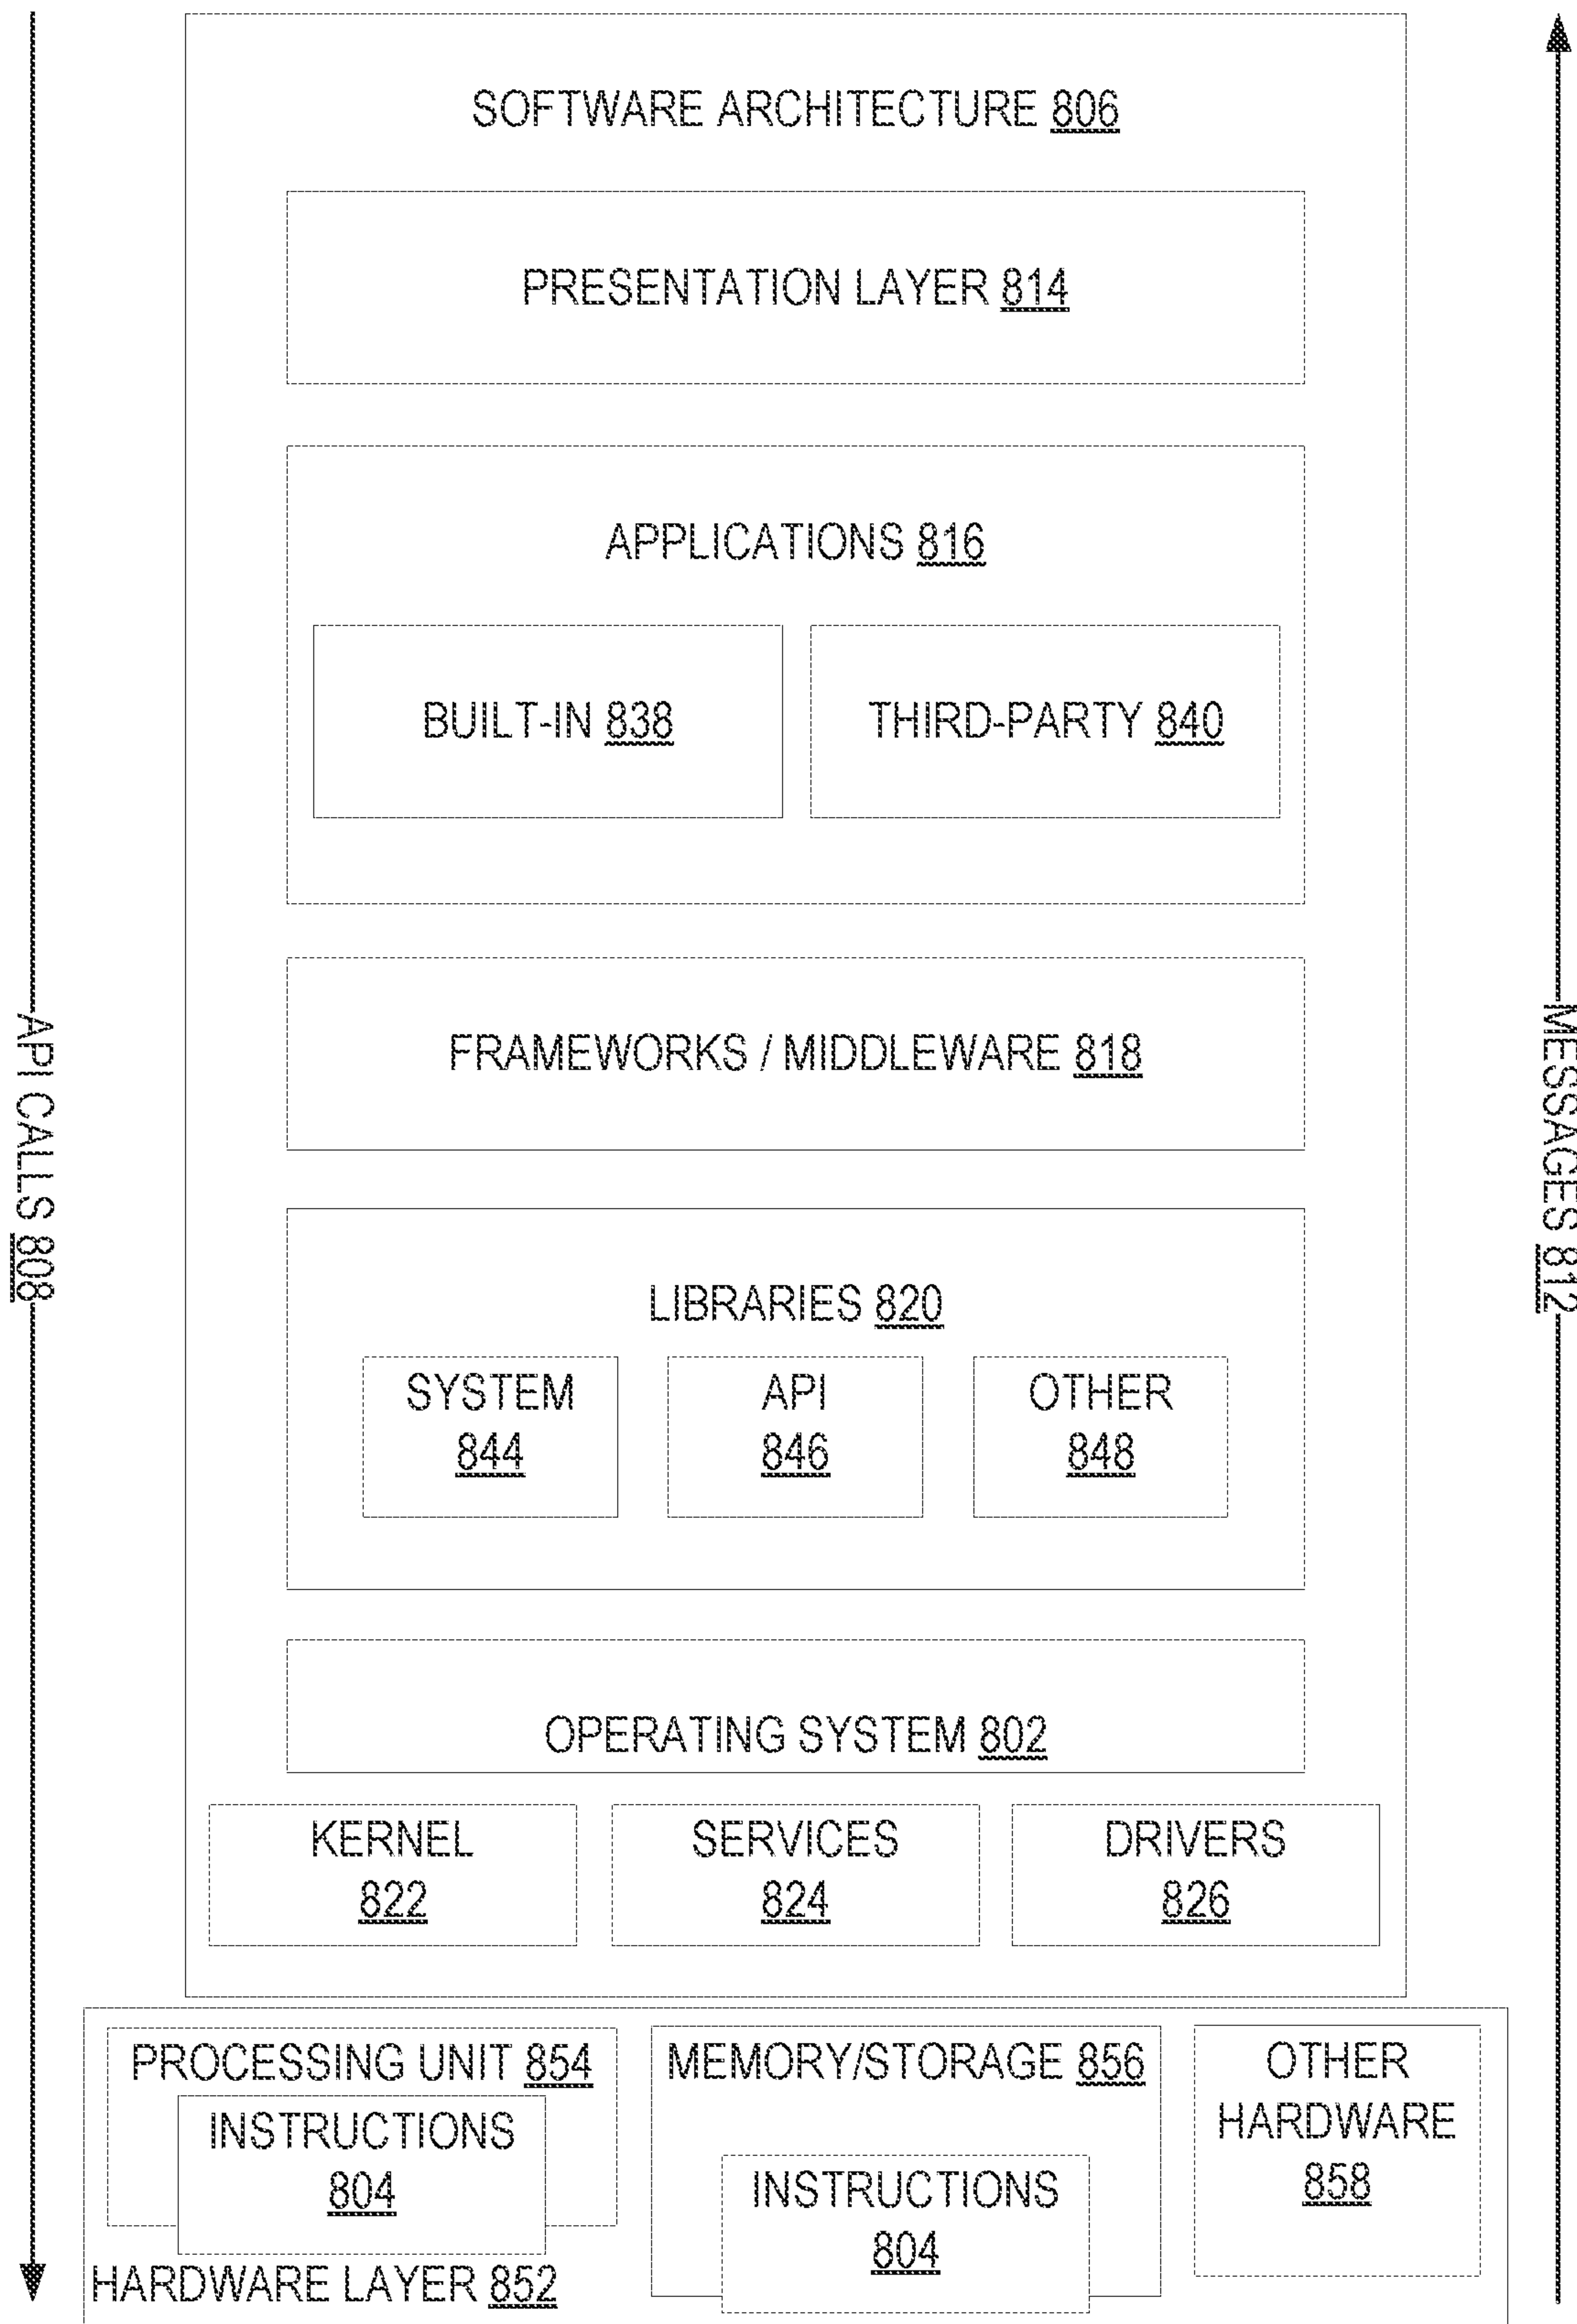 SOFTWARE ARCHITECTURE 806
PRESENTATION LAYER 814
APPLICATIONS 816
BUILT-IN 838
THIRD-PARTY 840
FRAMEWORKS / MIDDLEWARE 818
API CALLS 808
MESSAGES 812
LIBRARIES 820
SYSTEM
844
API
846
OTHER
848
OPERATING SYSTEM 802
KERNEL
822
SERVICES
824
DRIVERS
826
PROCESSING UNIT 854
INSTRUCTIONS
804
MEMORY/STORAGE 856
INSTRUCTIONS
804
OTHER
HARDWARE
858
HARDWARE LAYER 852